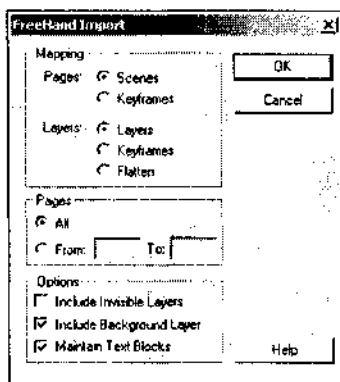 FreeHand Import
Mapping
Pages: Scenes
Keyframes
Layers: Layers
Keyframes
Flatten
OK
Cancel
Pages
All
From: To:
Options
Include Invisible Layers
Include Background Layer
Maintain Text Blocks
Help